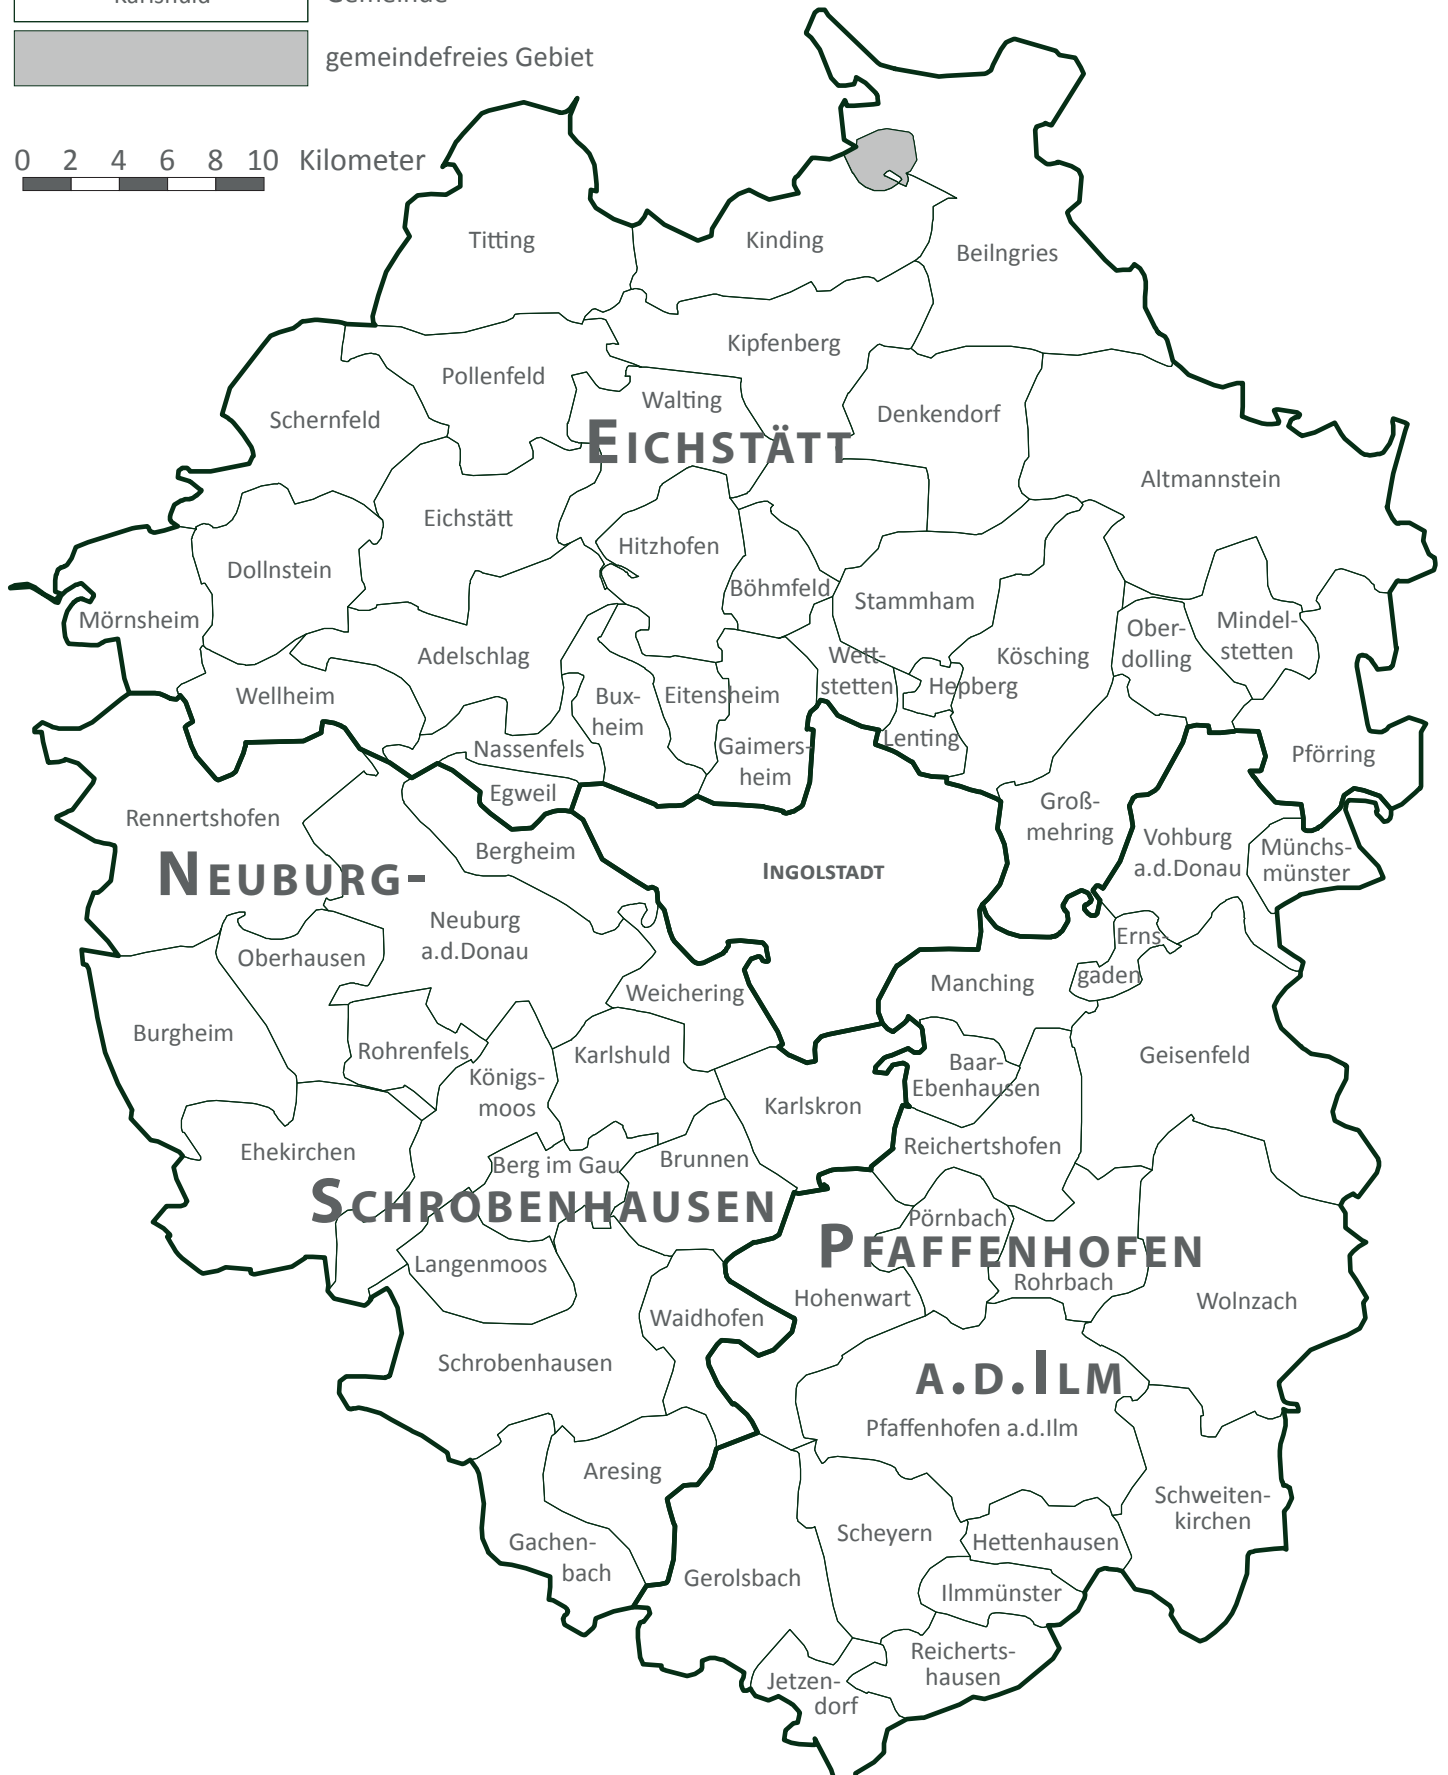 Karlshuld
Gemeinde
gemeindefreies Gebiet
0 2 4 6 8 10 Kilometer
Titting
Kinding
Beilngries
Kipfenberg
Pollenfeld
Walting
Schernfeld
Denkendorf
EICHSTÄTT
Altmannstein
Eichstätt
Hitzhofen
Dollnstein
Böhmfeld
Stammham
Mörnsheim
Adelschlag
Wett-
stetten
Kösching
Ober-
dolling
Mindel-
stetten
Hepberg
Wellheim
Bux-
heim
Eitensheim
Nassenfels
Gaimers-
heim
Lenting
Pförring
Egweil
Groß-
mehring
Rennertshofen
Bergheim
Vohburg
a.d.Donau
Münchs-
münster
INGOLSTADT
NEUBURG-
Neuburg
a.d.Donau
Oberhausen
Erns-
gaden
Manching
Weichering
Burgheim
Rohrenfels
Karlshuld
Geisenfeld
Baar-
Ebenhausen
Königs-
moos
Karlskron
Ehekirchen
Berg im Gau
Brunnen
Reichertshofen
SCHROBENHAUSEN
Pörnbach
PFAFFENHOFEN
Langenmoos
Rohrbach
Hohenwart
Wolnzach
Waidhofen
Schrobenhausen
A.D.ILM
Pfaffenhofen a.d.Ilm
Aresing
Schweiten-
kirchen
Scheyern
Hettenhausen
Gachen-
bach
Gerolsbach
Ilmmünster
Reicherts-
hausen
Jetzen-
dorf